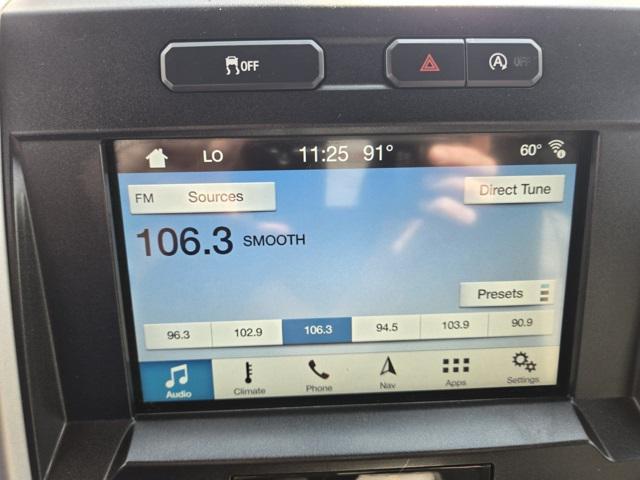 OFF
A OFF
LO 11:25 91° 60°
FM Sources Direct Tune
106.3 SMOOTH
Presets
96.3 102.9 106.3 94.5 103.9 90.9
Audio Climate Phone Nav Apps Settings